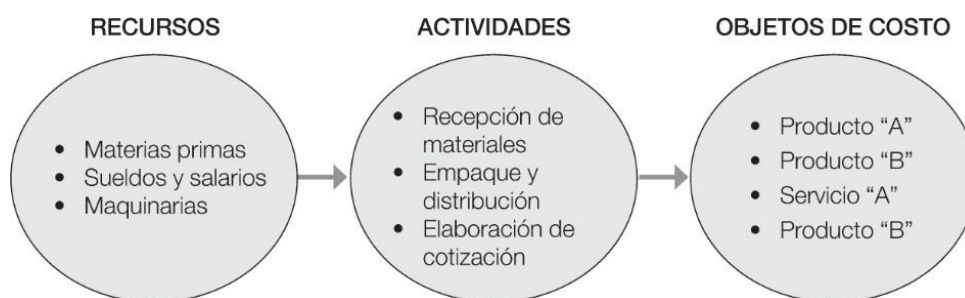 RECURSOS
• Materias primas
• Sueldos y salarios
• Maquinarias
ACTIVIDADES
• Recepción de
materiales
• Empaque y
distribución
• Elaboración de
cotización
OBJETOS DE COSTO
• Producto “A”
• Producto “B”
• Servicio “A”
• Producto “B”